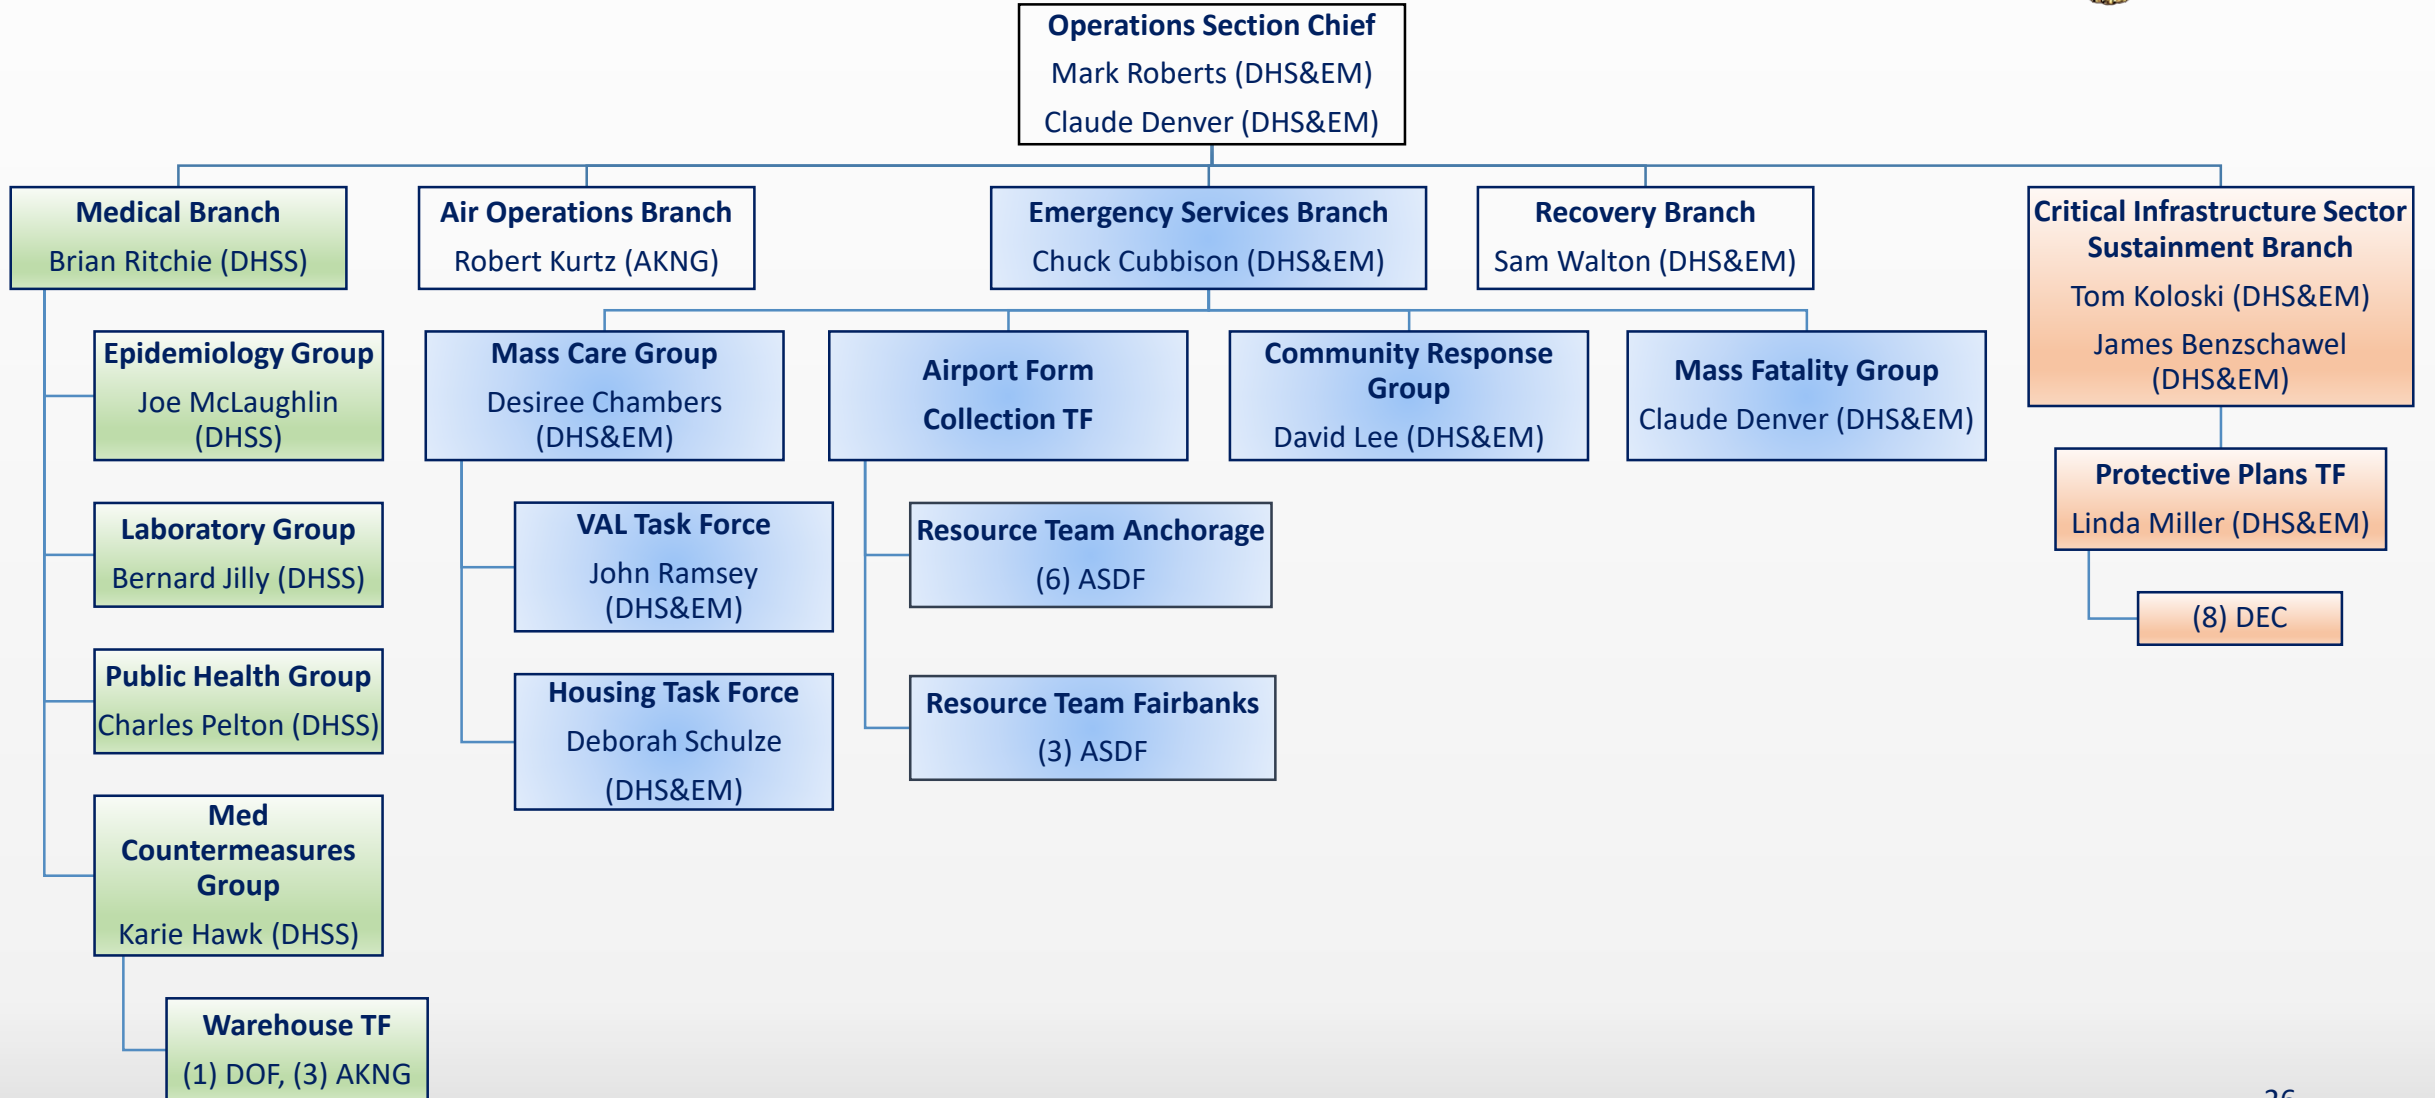 Operations Section Chief
Mark Roberts (DHS&EM)
Claude Denver (DHS&EM)
Medical Branch
Brian Ritchie (DHSS)
Air Operations Branch
Robert Kurtz (AKNG)
Emergency Services Branch
Chuck Cubbison (DHS&EM)
Recovery Branch
Sam Walton (DHS&EM)
Critical Infrastructure Sector
Sustainment Branch
Tom Koloski (DHS&EM)
James Benzschawel
(DHS&EM)
Epidemiology Group
Joe McLaughlin
(DHSS)
Mass Care Group
Desiree Chambers
(DHS&EM)
Airport Form
Collection TF
Community Response
Group
David Lee (DHS&EM)
Mass Fatality Group
Claude Denver (DHS&EM)
Protective Plans TF
Linda Miller (DHS&EM)
Laboratory Group
Bernard Jilly (DHSS)
VAL Task Force
John Ramsey
(DHS&EM)
Resource Team Anchorage
(6) ASDF
(8) DEC
Public Health Group
Charles Pelton (DHSS)
Housing Task Force
Deborah Schulze
(DHS&EM)
Resource Team Fairbanks
(3) ASDF
Med
Countermeasures
Group
Karie Hawk (DHSS)
Warehouse TF
(1) DOF, (3) AKNG